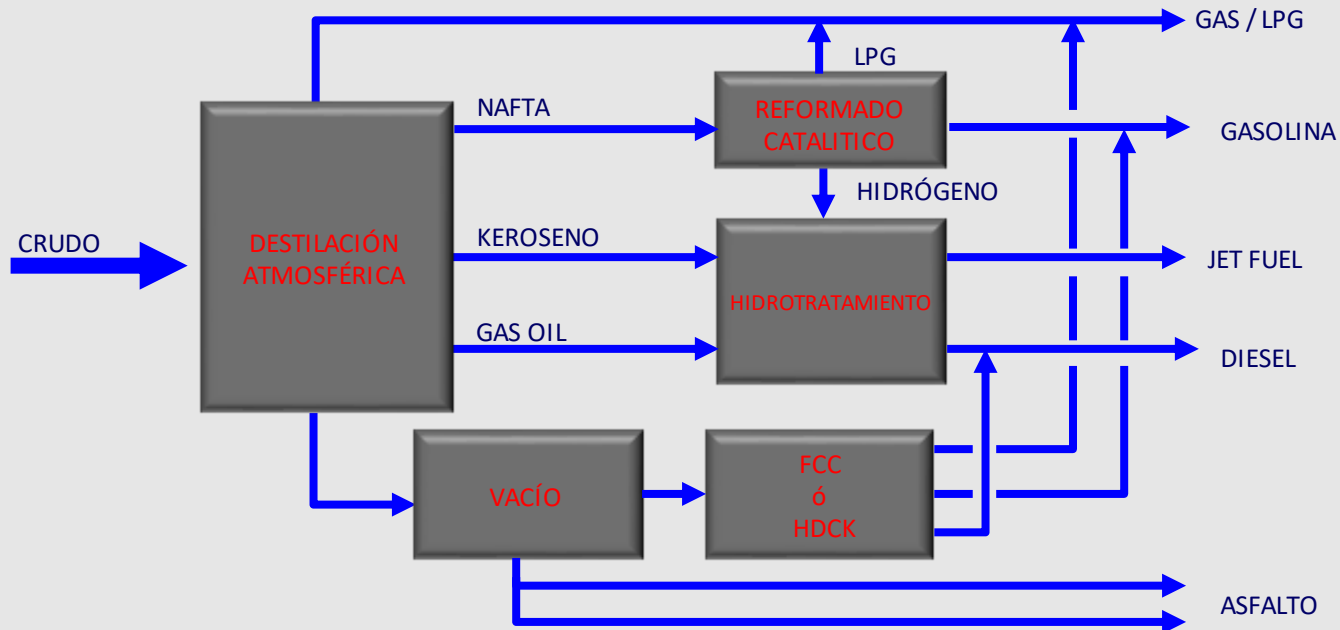 GAS / LPG
LPG
NAFTA
REFORMADO
CATALITICO
GASOLINA
HIDRÓGENO
CRUDO
DESTILACIÓN
ATMOSFÉRICA
KEROSENO
JET FUEL
HIDROTRATAMIENTO
GAS OIL
DIESEL
VACÍO
FCC
ó
HDCK
ASFALTO